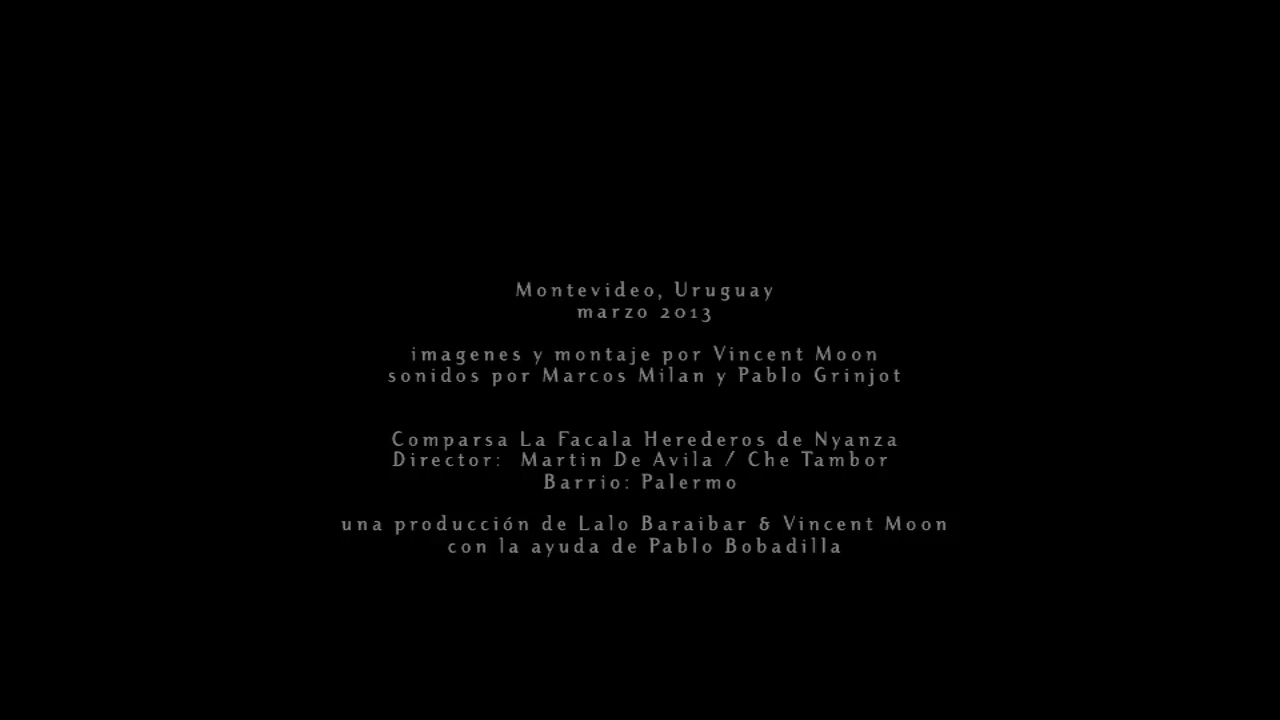 Montevideo, Uruguay
marzo 2013
imagenes y montaje por Vincent Moon
sonidos por Marcos Milan y Pablo Grinjot
Comparsa La Facala Herederos de Nyanza
Director: Martin De Avila / Che Tambor
Barrio: Palermo
una producción de Lalo Baraibar & Vincent Moon
con la ayuda de Pablo Bobadilla